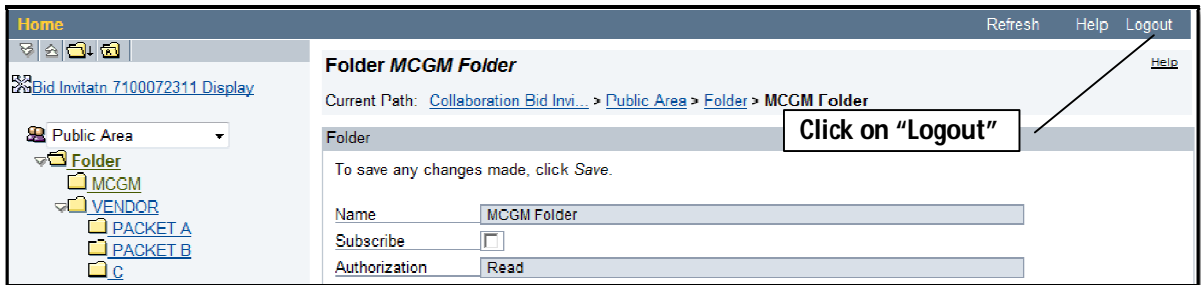 Home Refresh Help Logout
Folder MCGM Folder Help
Bid Invitatn 7100072311 Display
Current Path: Collaboration Bid Invi... > Public Area > Folder > MCGM Folder
Public Area
Folder
Click on “Logout”
Folder
To save any changes made, click Save.
MCGM
VENDOR
Name MCGM Folder
PACKET A
Subscribe
PACKET B
Authorization Read
C